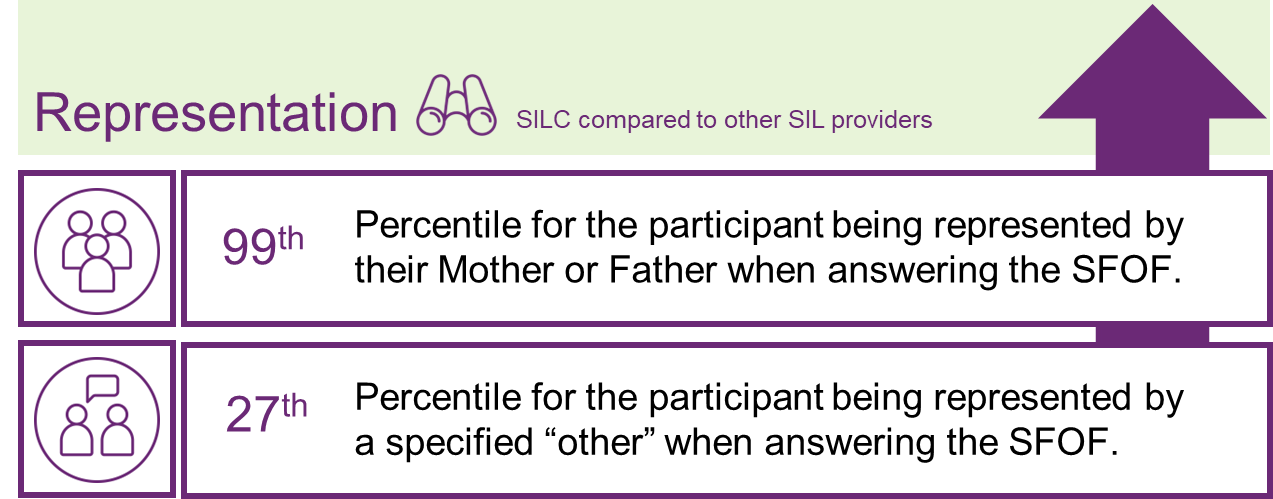 Representation SILC compared to other SIL providers
99th Percentile for the participant being represented by
their Mother or Father when answering the SFOF.
27th Percentile for the participant being represented by
a specified “other” when answering the SFOF.